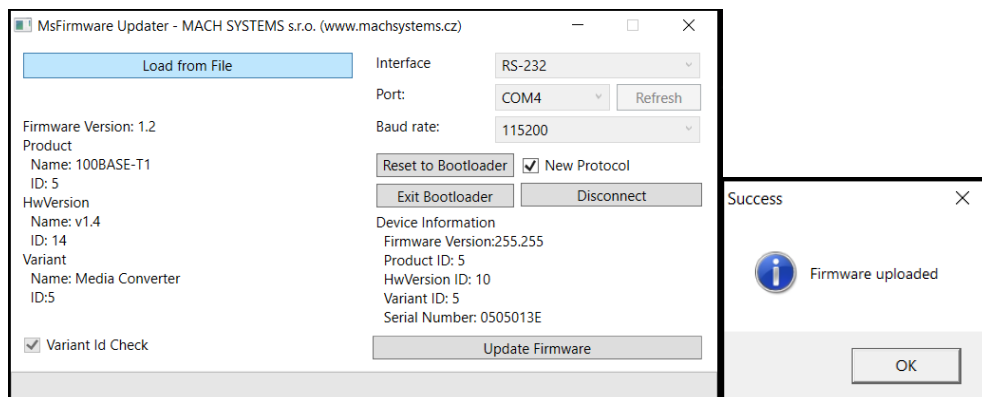 MsFirmware Updater - MACH SYSTEMS s.r.o. (www.machsystems.cz)
Load from File
Firmware Version: 1.2
Product
Name: 100BASE-T1
ID: 5
HwVersion
Name: v1.4
ID: 14
Variant
Name: Media Converter
ID:5
Variant Id Check
Interface
RS-232
Port:
COM4
Refresh
Baud rate:
115200
Reset to Bootloader
New Protocol
Exit Bootloader
Disconnect
Device Information
Firmware Version:255.255
Product ID: 5
HwVersion ID: 10
Variant ID: 5
Serial Number: 0505013E
Update Firmware
Success
Firmware uploaded
OK